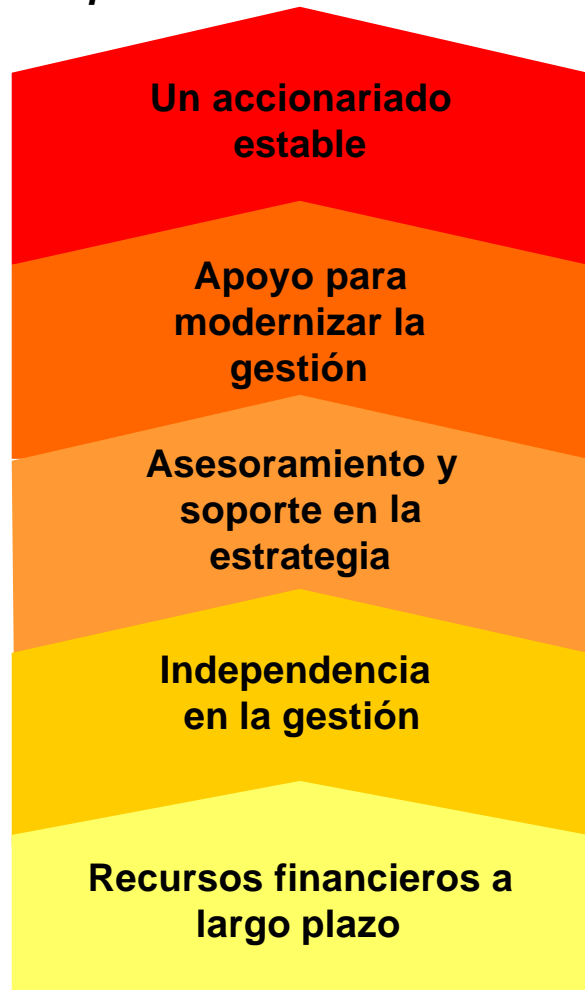 Un accionariado
estable
Apoyo para
modernizar la
gestión
Asesoramiento y
soporte en la
estrategia
Independencia
en la gestión
Recursos financieros a
largo plazo